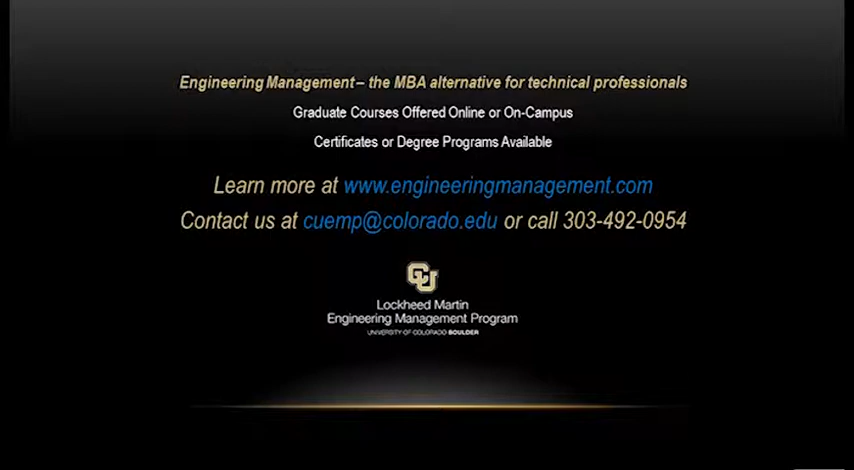 Engineering Management – the MBA alternative for technical professionals
Graduate Courses Offered Online or On-Campus
Certificates or Degree Programs Available
Learn more at www.engineeringmanagement.com
Contact us at cuemp@colorado.edu or call 303-492-0954
CU
Lockheed Martin
Engineering Management Program
UNIVERSITY OF COLORADO BOULDER